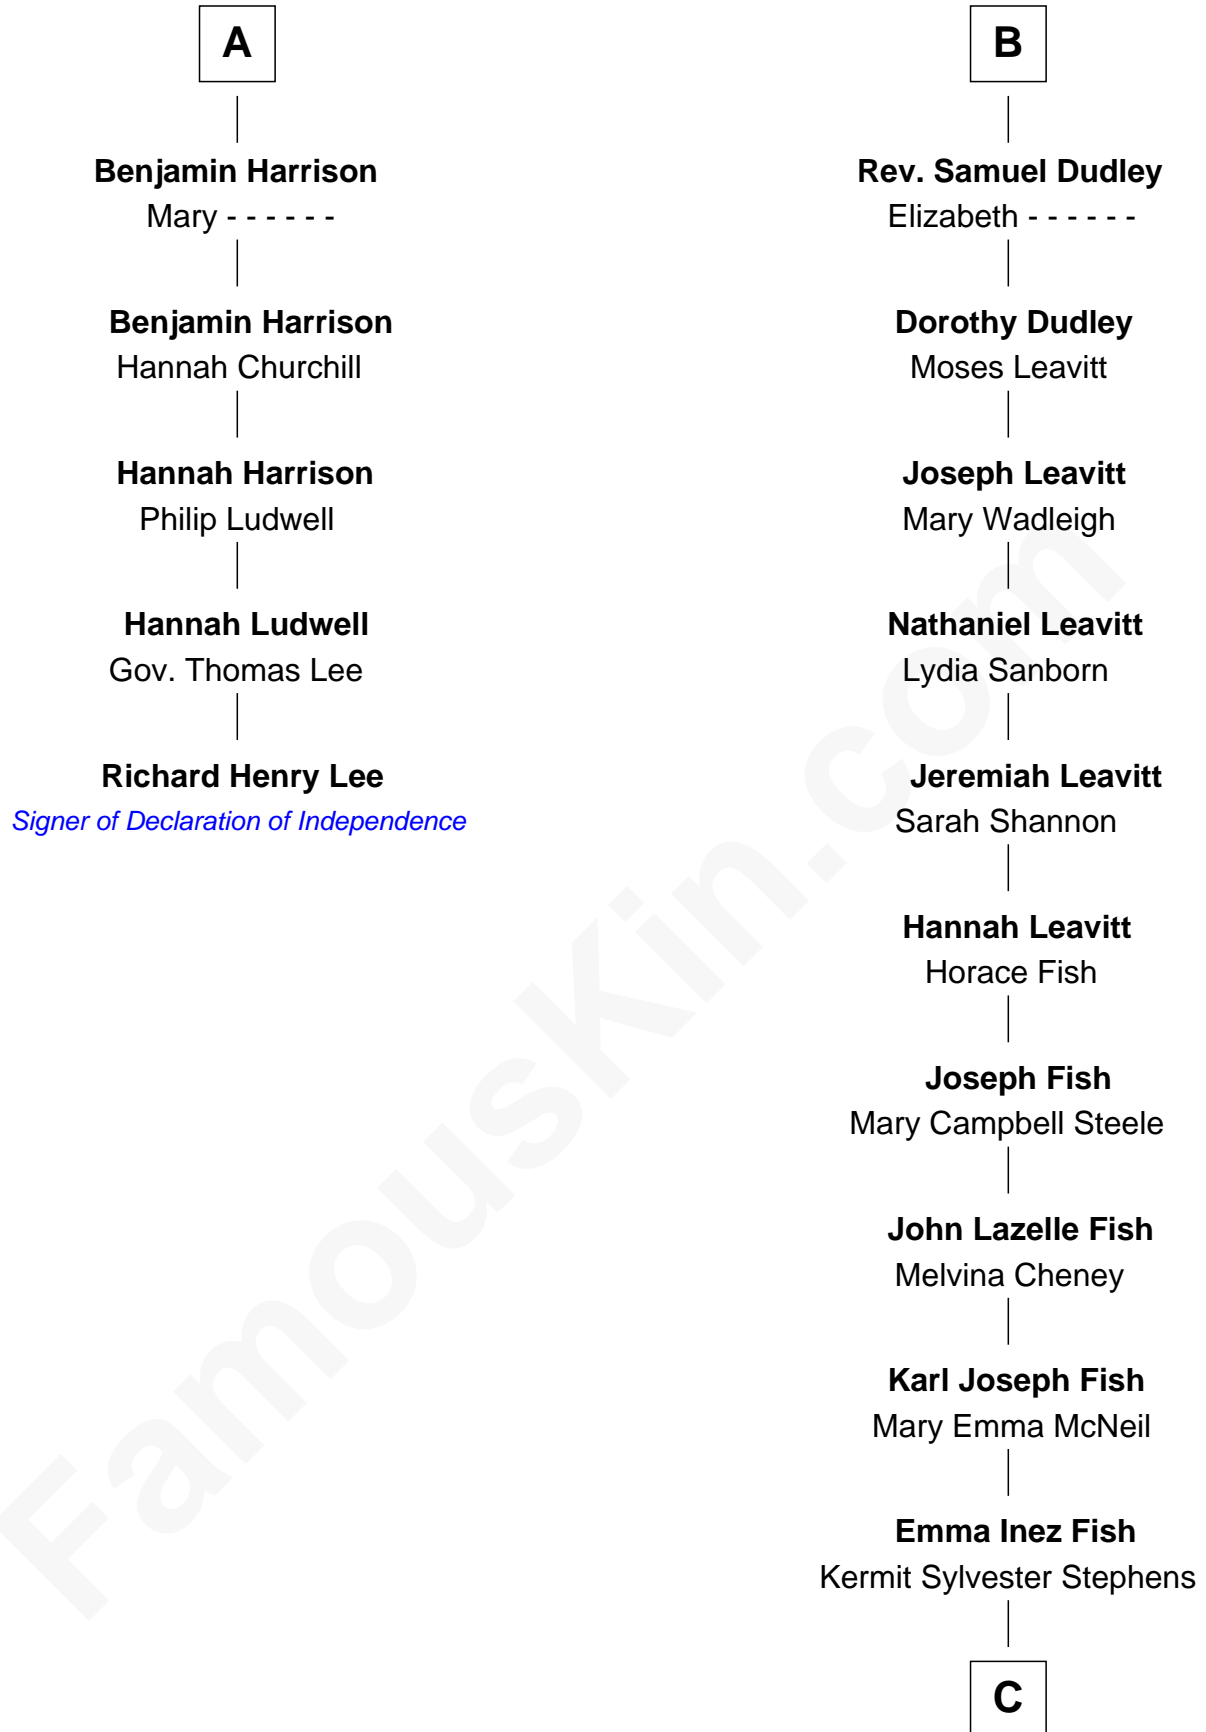 A
Benjamin Harrison
Mary - - - - - -
Benjamin Harrison
Hannah Churchill
Hannah Harrison
Philip Ludwell
Hannah Ludwell
Gov. Thomas Lee
Richard Henry Lee
Signer of Declaration of Independence
B
Rev. Samuel Dudley
Elizabeth - - - - - -
Dorothy Dudley
Moses Leavitt
Joseph Leavitt
Mary Wadleigh
Nathaniel Leavitt
Lydia Sanborn
Jeremiah Leavitt
Sarah Shannon
Hannah Leavitt
Horace Fish
Joseph Fish
Mary Campbell Steele
John Lazelle Fish
Melvina Cheney
Karl Joseph Fish
Mary Emma McNeil
Emma Inez Fish
Kermit Sylvester Stephens
C
FamousKin.com